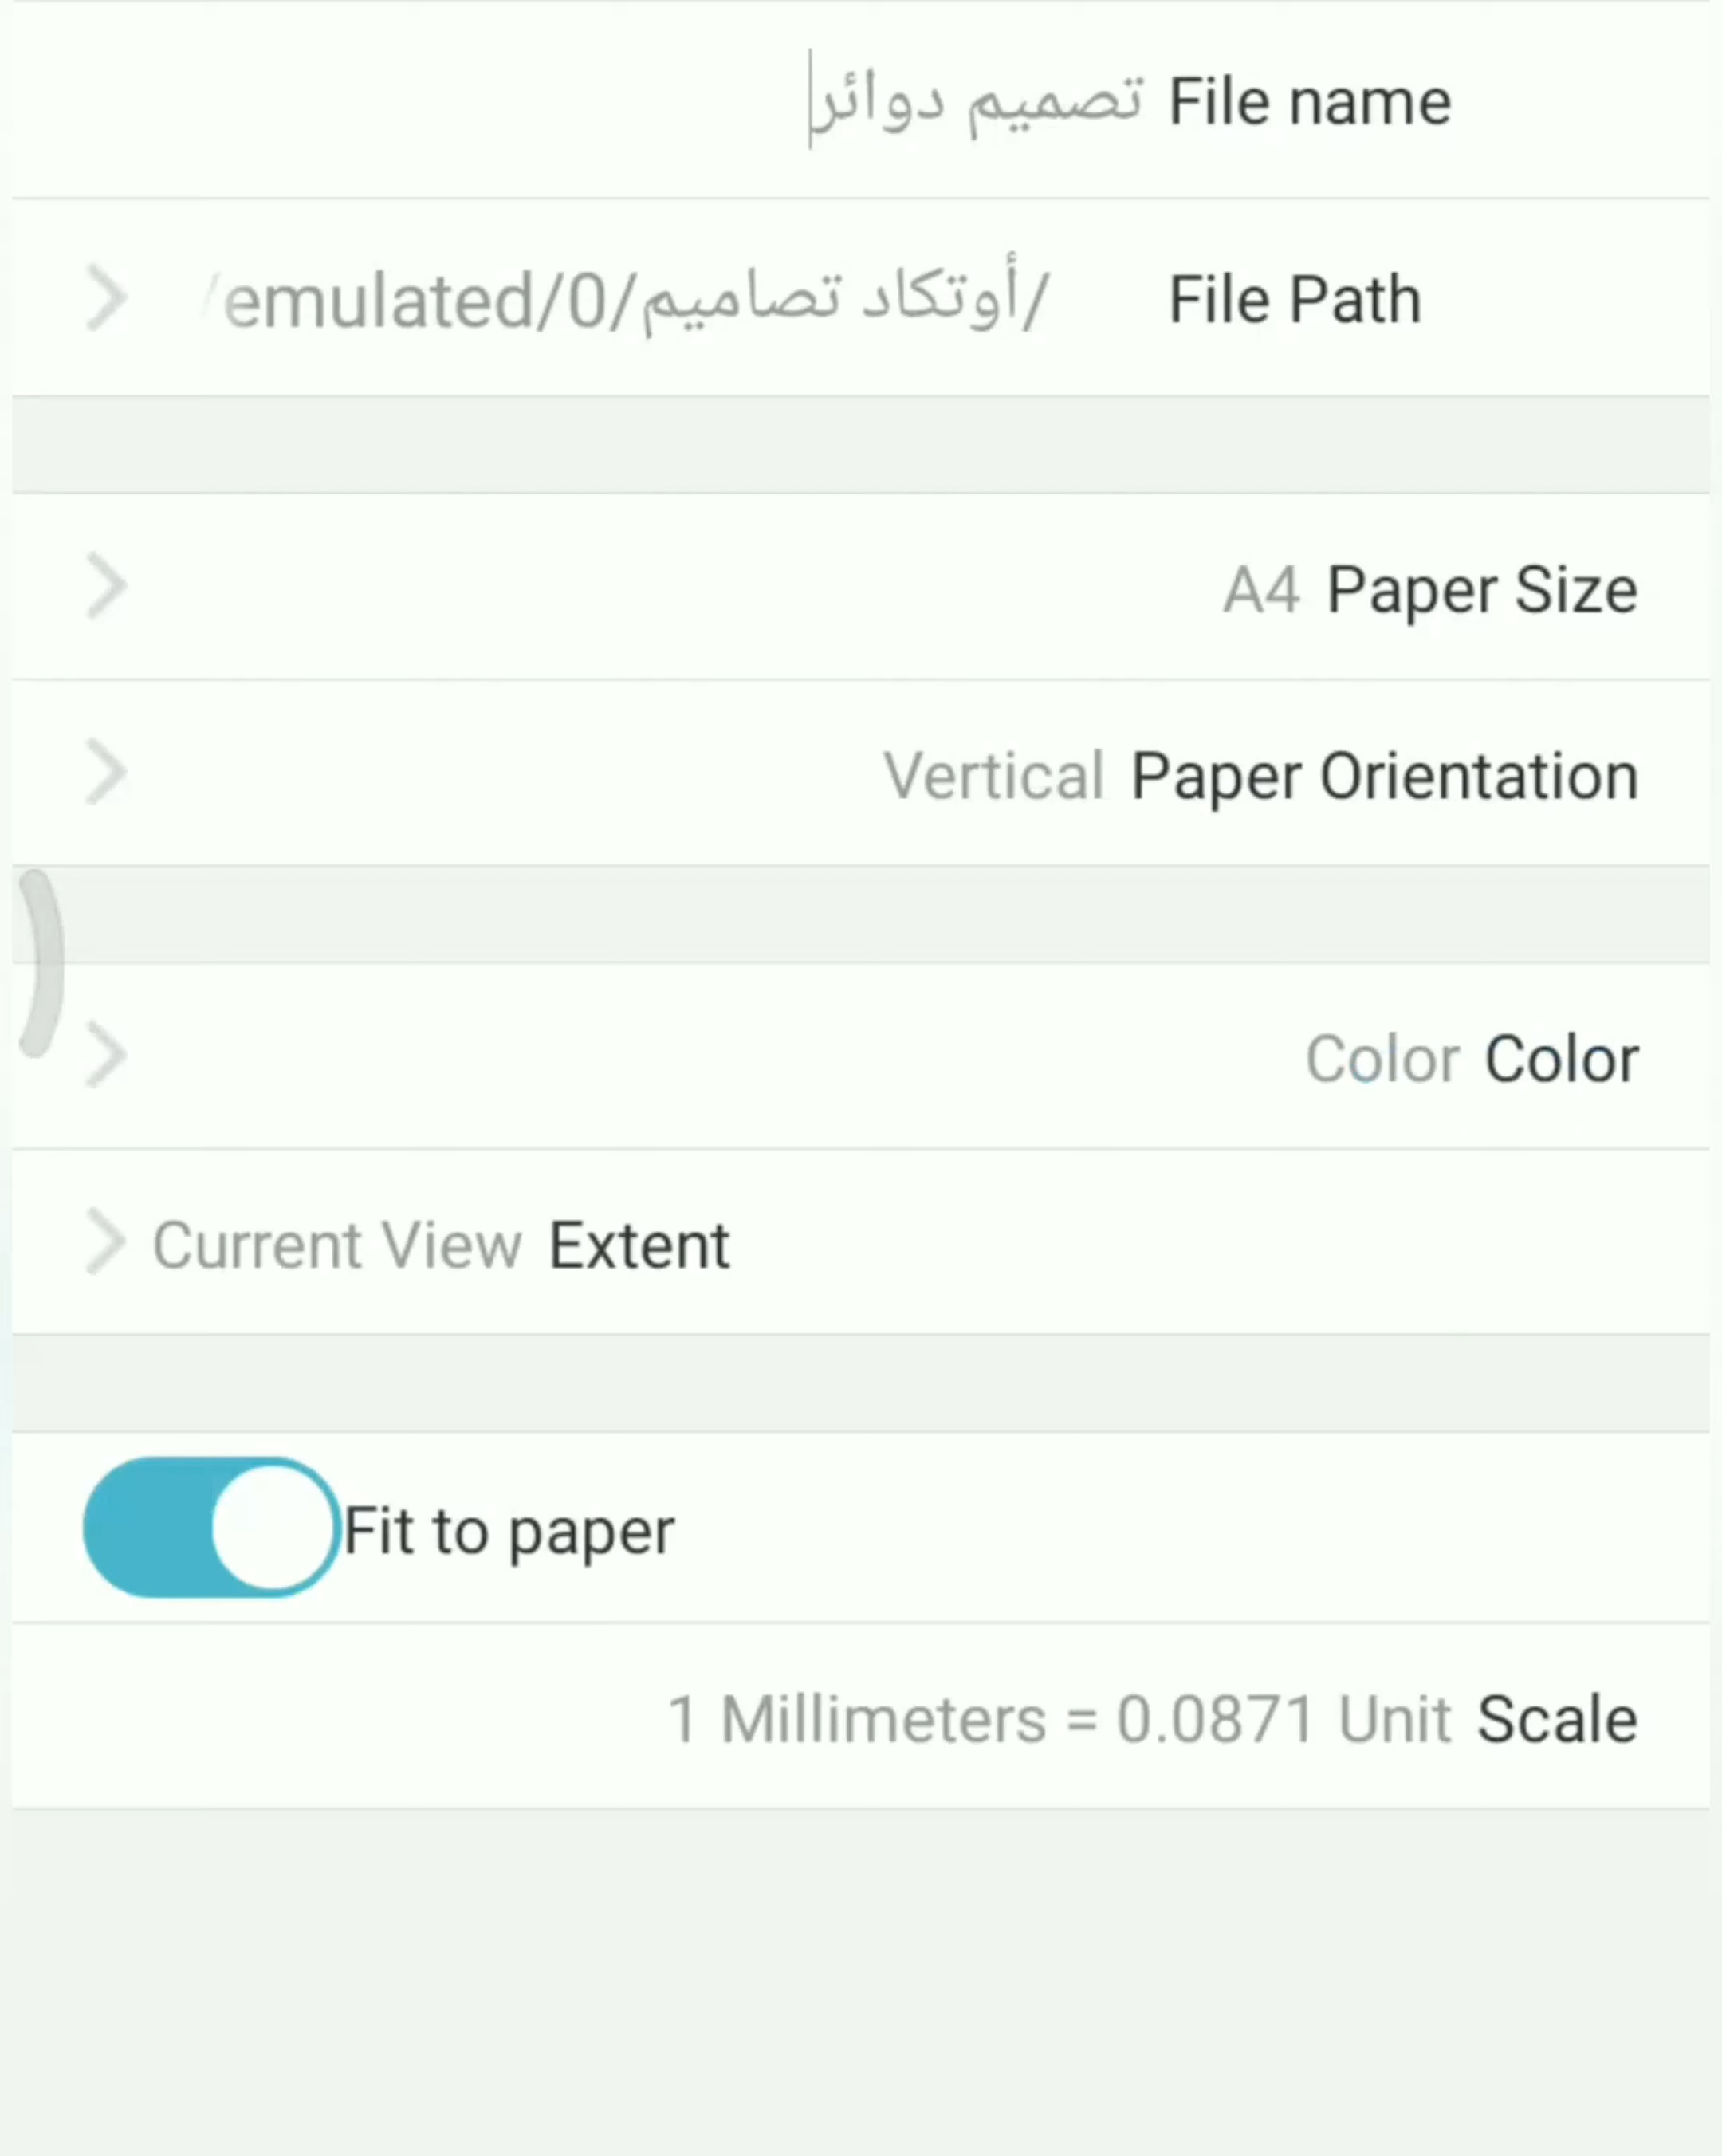 File name تصميم دوائر
File Path /emulated/0/أوتكاد تصاميم/
Paper Size A4
Paper Orientation Vertical
Color Color
Extent Current View
Fit to paper
Scale 1 Millimeters = 0.0871 Unit